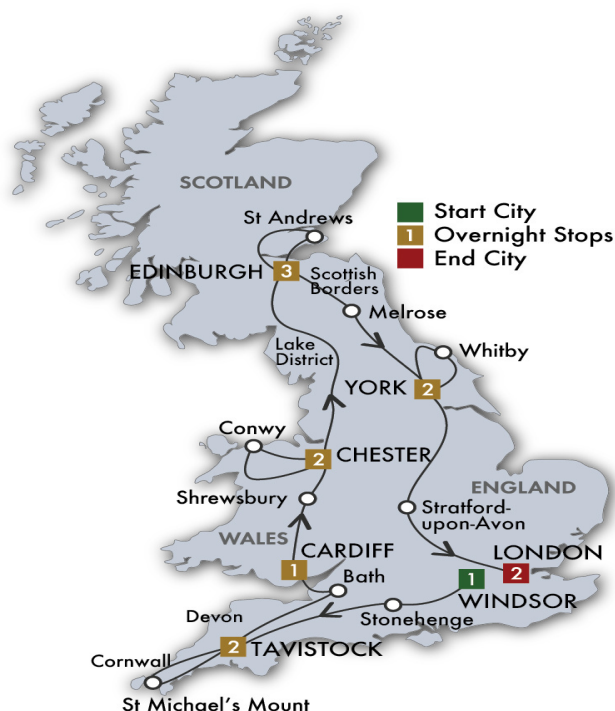 SCOTLAND
St Andrews
Start City
1 Overnight Stops
End City
EDINBURGH
3
Scottish
Borders
Melrose
Lake
District
Whitby
YORK
2
Conwy
2
CHESTER
Shrewsbury
ENGLAND
Stratford-
upon-Avon
WALES
CARDIFF
1
LONDON
2
1
WINDSOR
Bath
Devon
Stonehenge
2
TAVISTOCK
Cornwall
St Michael's Mount